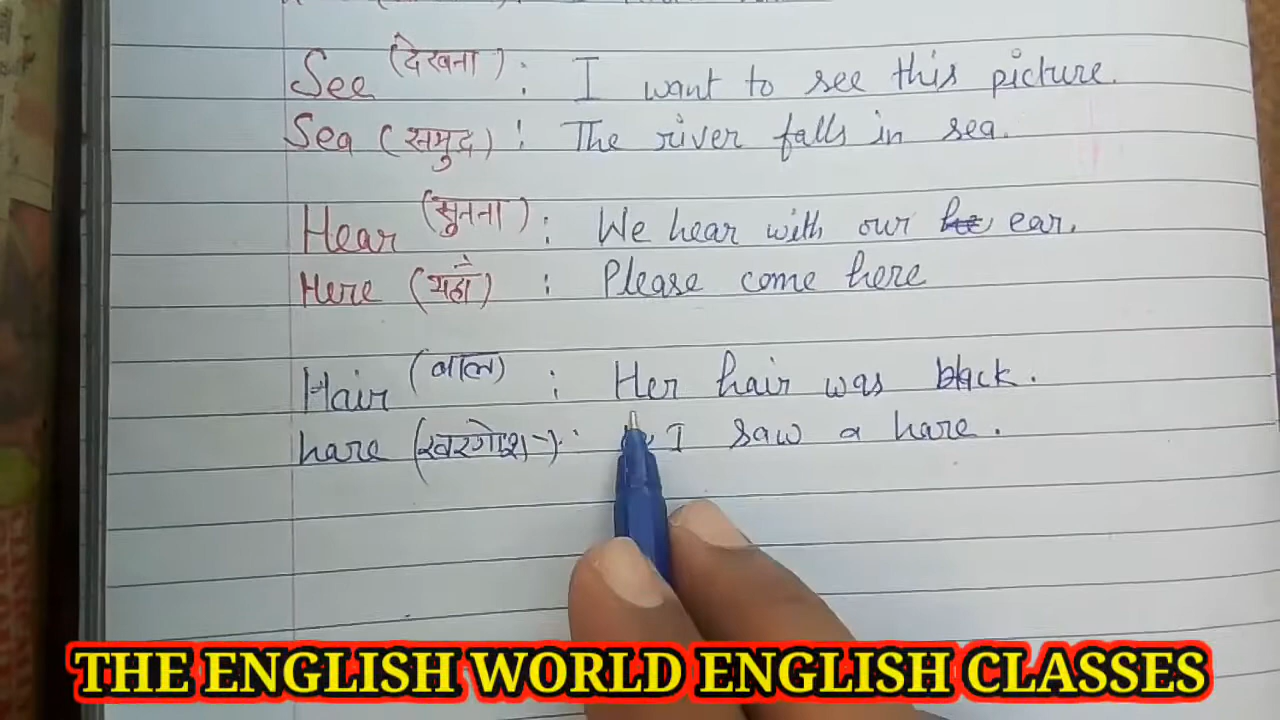 See (देखना) : I want to see this picture.
Sea (समुद्र) : The river falls in sea.
Hear (सुनना) : We hear with our ear.
Here (यहाँ) : Please come here
Hair (बाल) : Her hair was black.
hare (खरगोश) : I saw a hare.
THE ENGLISH WORLD ENGLISH CLASSES